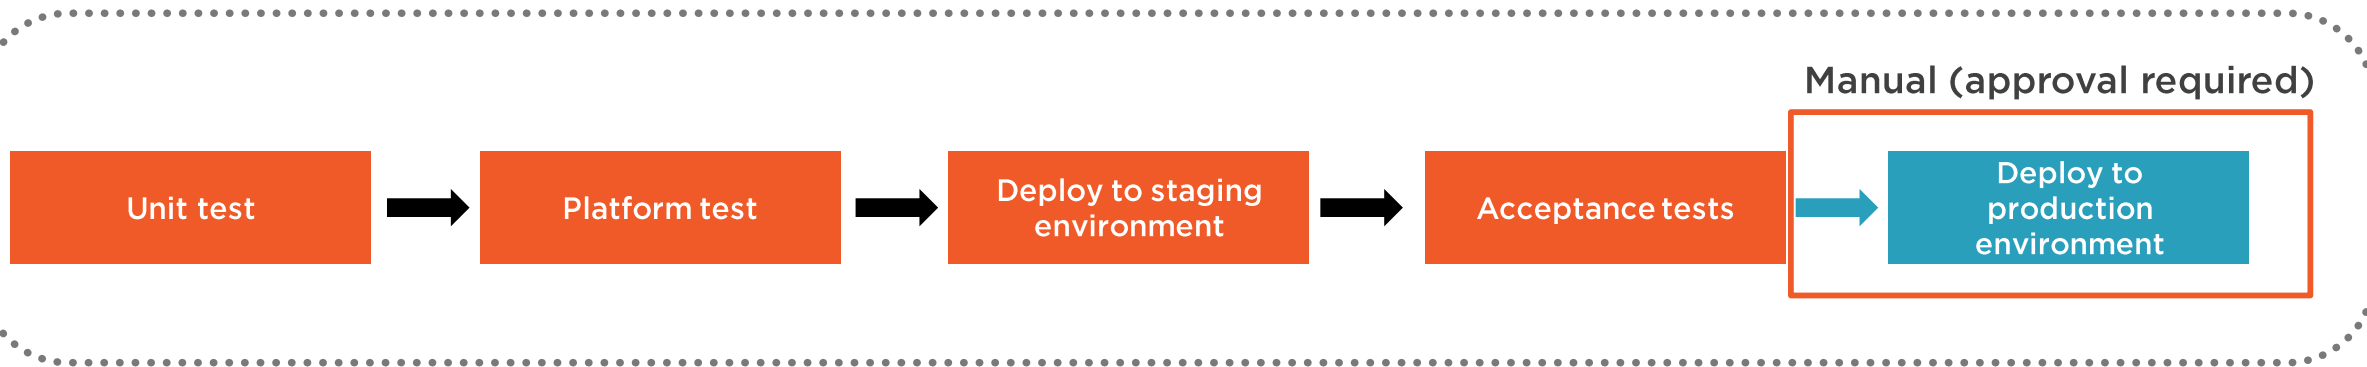 Manual (approval required)
Unit test
Platform test
Deploy to staging
environment
Acceptance tests
Deploy to
production
environment